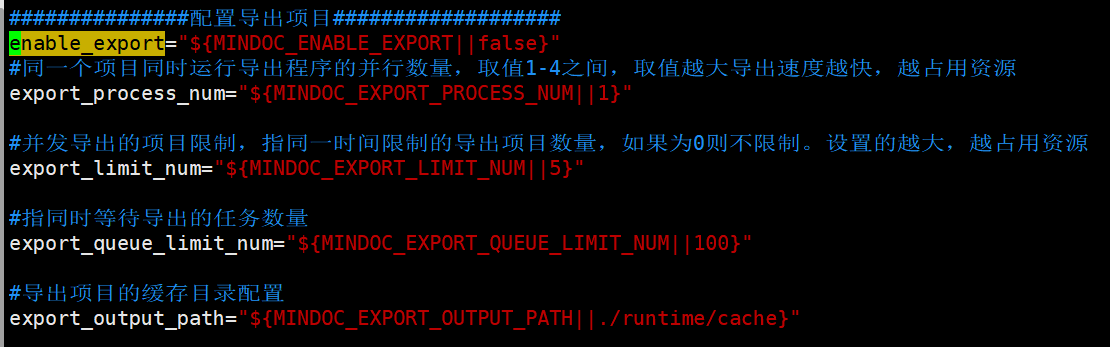 ###############配置导出项目###################
enable_export="${MINDOC_ENABLE_EXPORT||false}"
#同一个项目同时运行导出程序的并行数量，取值1-4之间，取值越大导出速度越快，越占用资源
export_process_num="${MINDOC_EXPORT_PROCESS_NUM||1}"
#并发导出的项目限制，指同一时间限制的导出项目数量，如果为0则不限制。设置的越大，越占用资源
export_limit_num="${MINDOC_EXPORT_LIMIT_NUM||5}"
#指同时等待导出的任务数量
export_queue_limit_num="${MINDOC_EXPORT_QUEUE_LIMIT_NUM||100}"
#导出项目的缓存目录配置
export_output_path="${MINDOC_EXPORT_OUTPUT_PATH||./runtime/cache}"